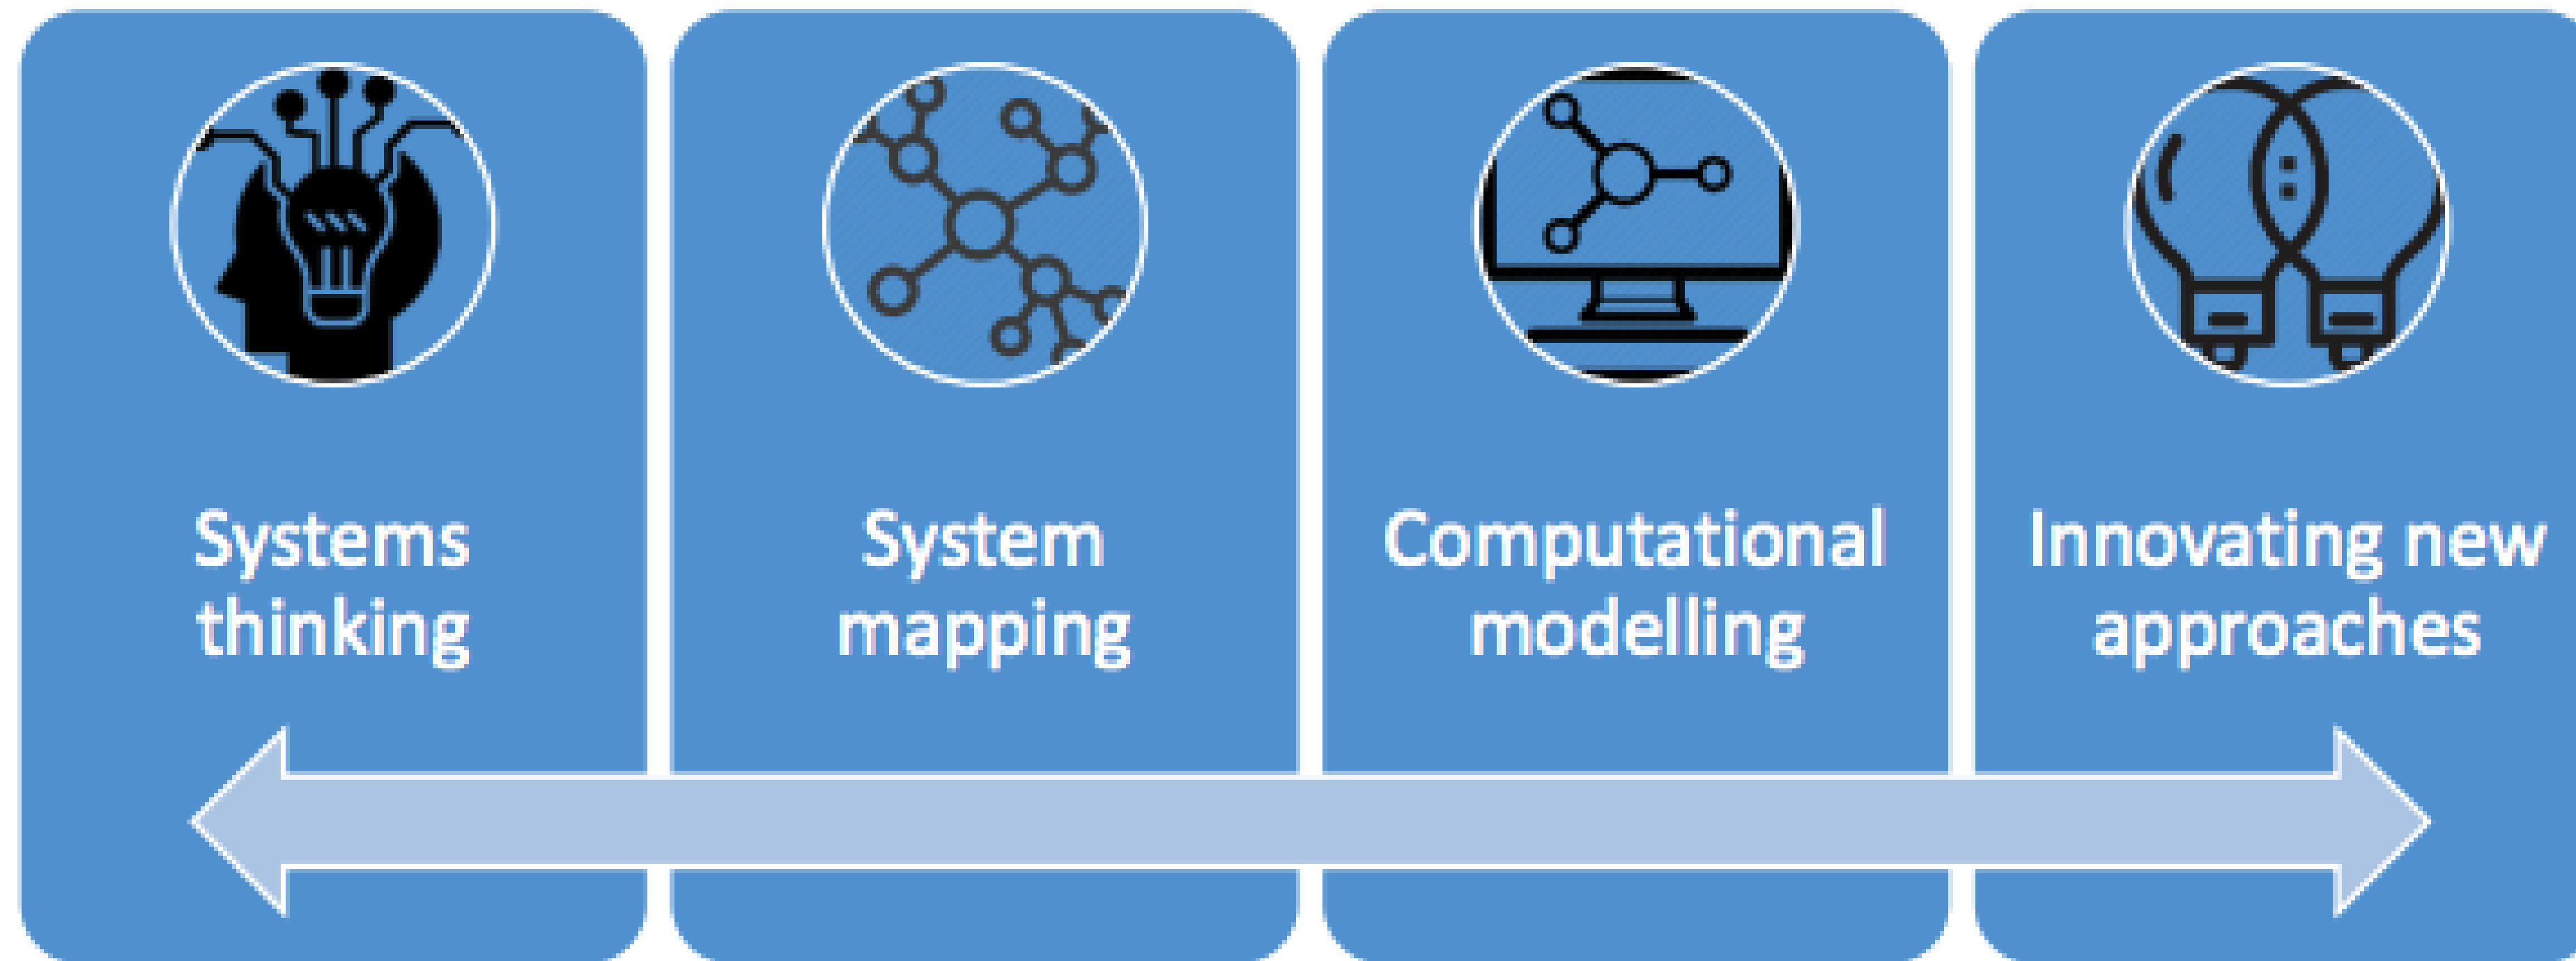 Systems
thinking
System
mapping
Computational
modelling
Innovating new
approaches